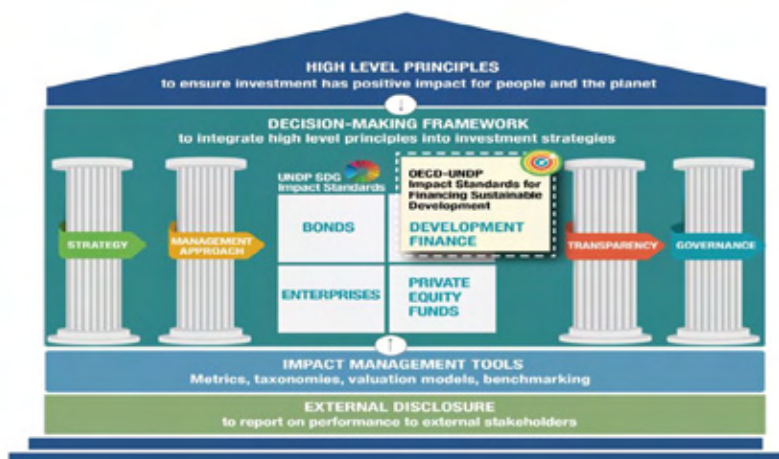 HIGH LEVEL PRINCIPLES
to ensure investment has positive impact for people and the planet
DECISION-MAKING FRAMEWORK
to integrate high level principles into investment strategies
STRATEGY
MANAGEMENT
APPROACH
UNDP SDG
Impact Standards
BONDS
ENTERPRISES
OECD-UNDP
Impact Standards for
Financing Sustainable
Development
DEVELOPMENT
FINANCE
PRIVATE
EQUITY
FUNDS
TRANSPARENCY
GOVERNANCE
IMPACT MANAGEMENT TOOLS
Metrics, taxonomies, valuation models, benchmarking
EXTERNAL DISCLOSURE
to report on performance to external stakeholders